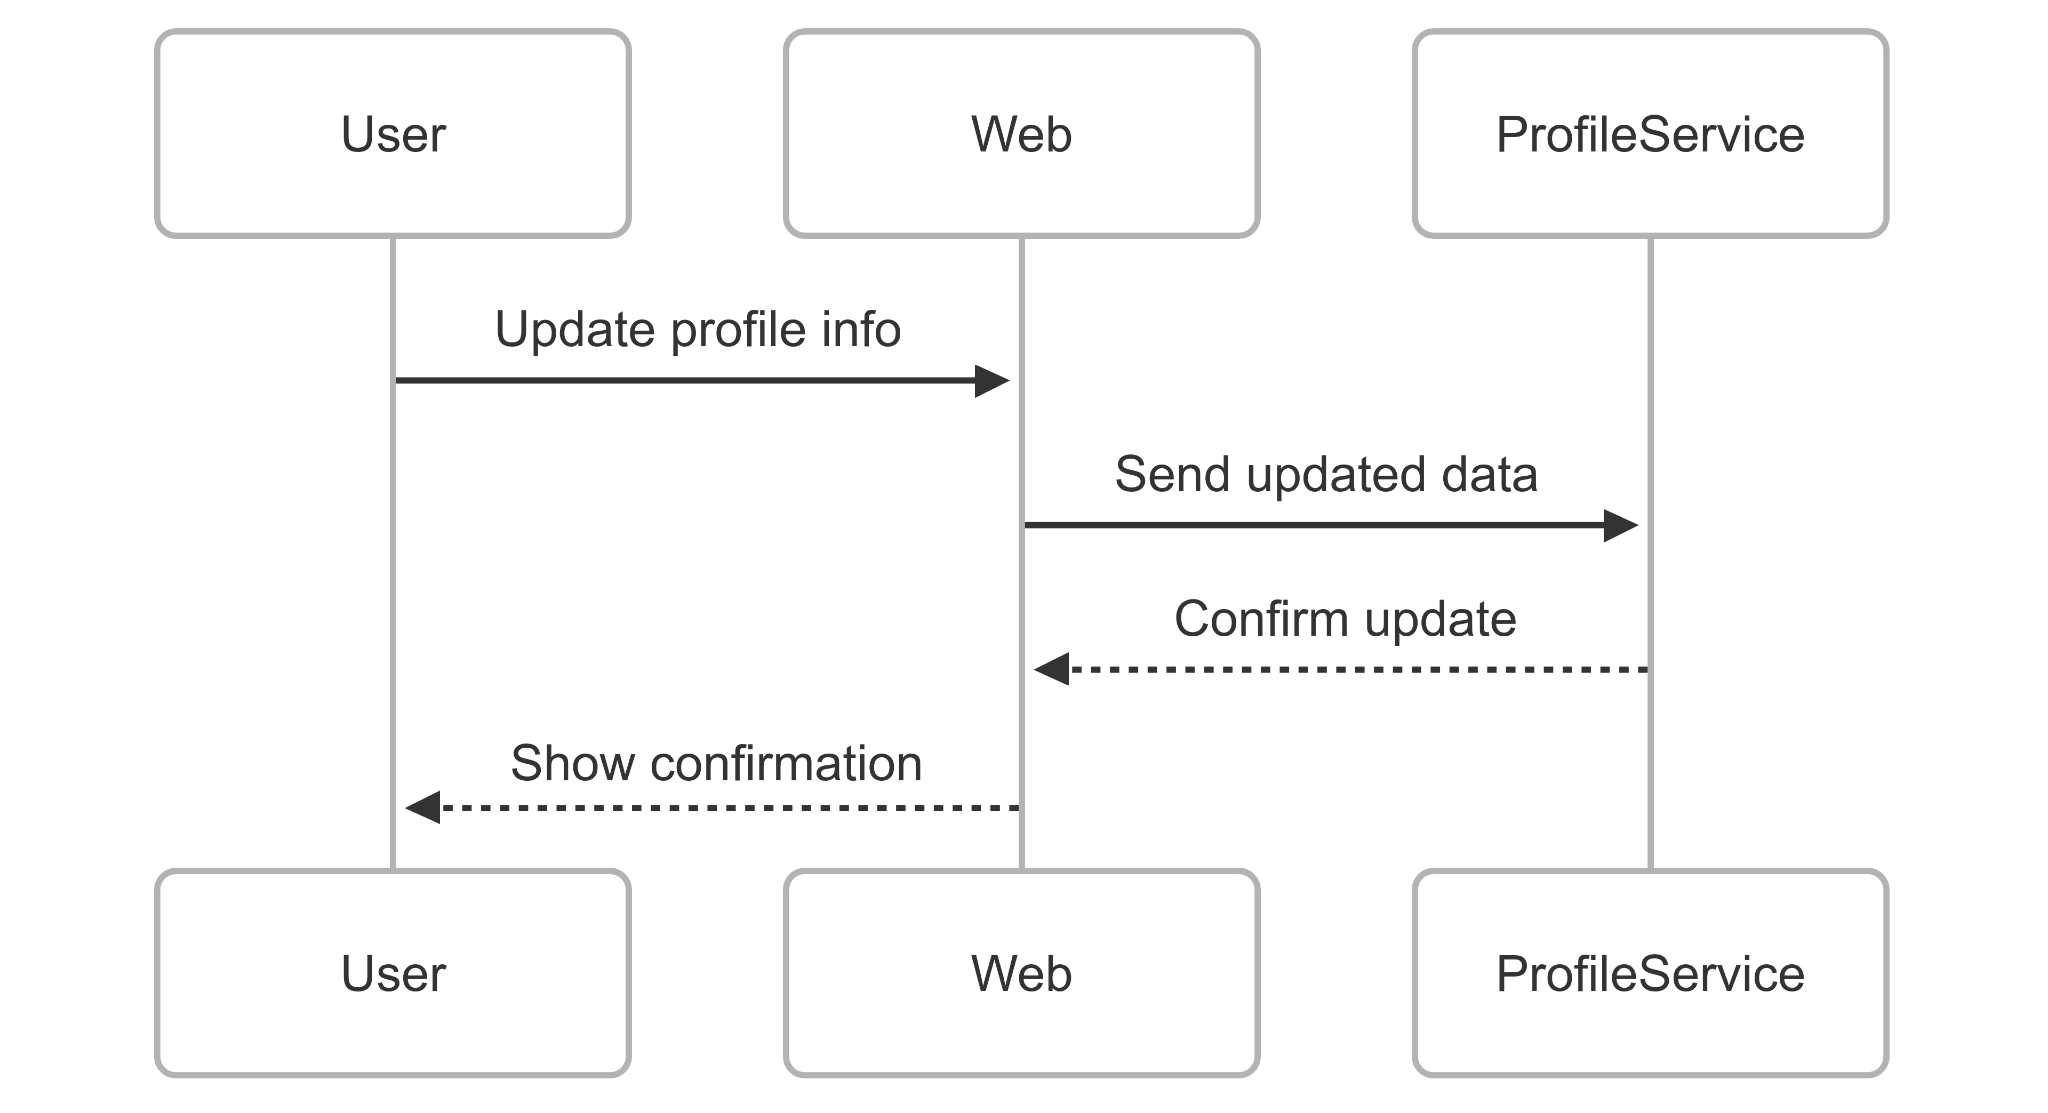 User
Web
ProfileService
Update profile info
Send updated data
Confirm update
Show confirmation
User
Web
ProfileService